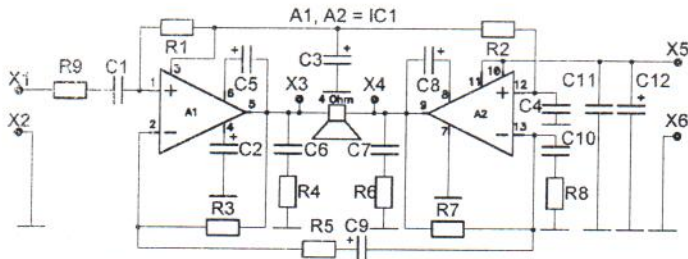 A1, A2 = IC1
R1
R2
X5
X1
R9
C1
3
C3
C5
X3
X4
C8
10
11
C11
C12
1
6
4 Ohm
8
12
A1
5
9
A2
C4
X2
2
4
C2
C6
C7
7
13
C10
X6
R4
R6
R8
R3
R7
R5
C9